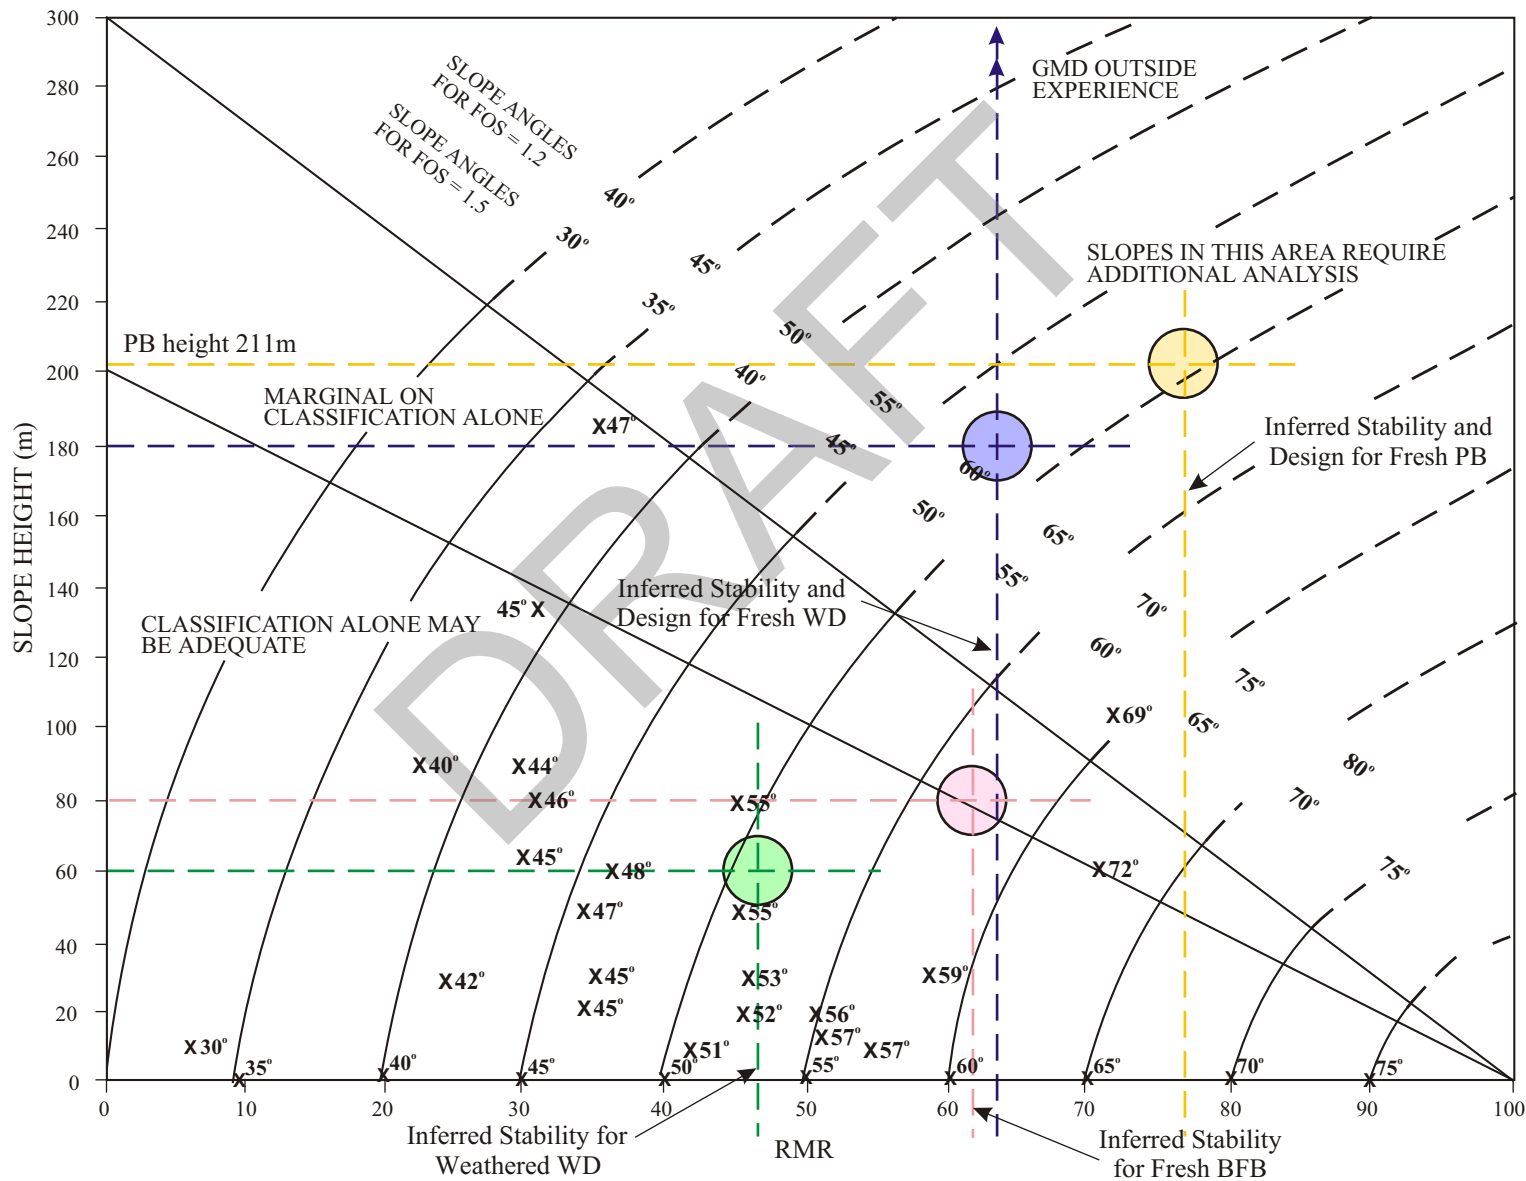 300
280
260
240
220
200
180
160
140
120
100
80
60
40
20
0
SLOPE HEIGHT (m)
SLOPE ANGLES
FOR FOS = 1.2
SLOPE ANGLES
FOR FOS = 1.5
GMD OUTSIDE
EXPERIENCE
40°
30°
45°
35°
SLOPES IN THIS AREA REQUIRE
ADDITIONAL ANALYSIS
PB height 211m
50°
40°
55°
45°
MARGINAL ON
CLASSIFICATION ALONE
X47°
Inferred Stability and
Design for Fresh PB
60°
50°
65°
55°
DRAFT
Inferred Stability and
Design for Fresh WD
45° X
CLASSIFICATION ALONE MAY
BE ADEQUATE
70°
60°
75°
65°
X69°
80°
70°
75°
X40°
X44°
X46°
X55°
X45°
X48°
X72°
X47°
X55°
X42°
X45°
X53°
X59°
X45°
X52°
X56°
X57°
X30°
X51°
X57°
X 35°
X 40°
X 45°
X 50°
X 55°
X 60°
X 65°
X 70°
X 75°
0 10 20 30 40 50 60 70 80 90 100
RMR
Inferred Stability for
Weathered WD
Inferred Stability
for Fresh BFB